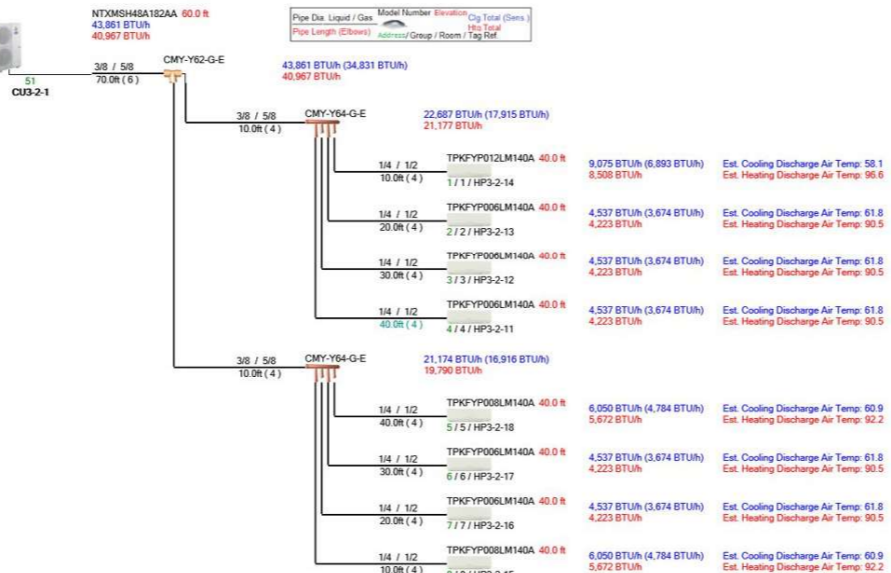 NTXMSH48A182AA 60.0 ft
43,861 BTU/h
40,967 BTU/h
Pipe Dia. Liquid / Gas Model Number Elevation Clg Total (Sens.)
Pipe Length (Elbows) Address/Group / Room / Tag Ref. Htg Total
51
CU3-2-1
3/8 / 5/8
70.0ft ( 6 )
CMY-Y62-G-E
43,861 BTU/h (34,831 BTU/h)
40,967 BTU/h
3/8 / 5/8
10.0ft ( 4 )
CMY-Y64-G-E
22,687 BTU/h (17,915 BTU/h)
21,177 BTU/h
1/4 / 1/2
10.0ft ( 4 )
TPKFYP012LM140A 40.0 ft
1 / 1 / HP3-2-14
9,075 BTU/h (6,893 BTU/h) Est. Cooling Discharge Air Temp: 58.1
8,508 BTU/h Est. Heating Discharge Air Temp: 96.6
1/4 / 1/2
20.0ft ( 4 )
TPKFYP006LM140A 40.0 ft
2 / 2 / HP3-2-13
4,537 BTU/h (3,674 BTU/h) Est. Cooling Discharge Air Temp: 61.8
4,223 BTU/h Est. Heating Discharge Air Temp: 90.5
1/4 / 1/2
30.0ft ( 4 )
TPKFYP006LM140A 40.0 ft
3 / 3 / HP3-2-12
4,537 BTU/h (3,674 BTU/h) Est. Cooling Discharge Air Temp: 61.8
4,223 BTU/h Est. Heating Discharge Air Temp: 90.5
1/4 / 1/2
40.0ft ( 4 )
TPKFYP006LM140A 40.0 ft
4 / 4 / HP3-2-11
4,537 BTU/h (3,674 BTU/h) Est. Cooling Discharge Air Temp: 61.8
4,223 BTU/h Est. Heating Discharge Air Temp: 90.5
3/8 / 5/8
10.0ft ( 4 )
CMY-Y64-G-E
21,174 BTU/h (16,916 BTU/h)
19,790 BTU/h
1/4 / 1/2
40.0ft ( 4 )
TPKFYP008LM140A 40.0 ft
5 / 5 / HP3-2-18
6,050 BTU/h (4,784 BTU/h) Est. Cooling Discharge Air Temp: 60.9
5,672 BTU/h Est. Heating Discharge Air Temp: 92.2
1/4 / 1/2
30.0ft ( 4 )
TPKFYP006LM140A 40.0 ft
6 / 6 / HP3-2-17
4,537 BTU/h (3,674 BTU/h) Est. Cooling Discharge Air Temp: 61.8
4,223 BTU/h Est. Heating Discharge Air Temp: 90.5
1/4 / 1/2
20.0ft ( 4 )
TPKFYP006LM140A 40.0 ft
7 / 7 / HP3-2-16
4,537 BTU/h (3,674 BTU/h) Est. Cooling Discharge Air Temp: 61.8
4,223 BTU/h Est. Heating Discharge Air Temp: 90.5
1/4 / 1/2
10.0ft ( 4 )
TPKFYP008LM140A 40.0 ft
6,050 BTU/h (4,784 BTU/h) Est. Cooling Discharge Air Temp: 60.9
5,672 BTU/h Est. Heating Discharge Air Temp: 92.2